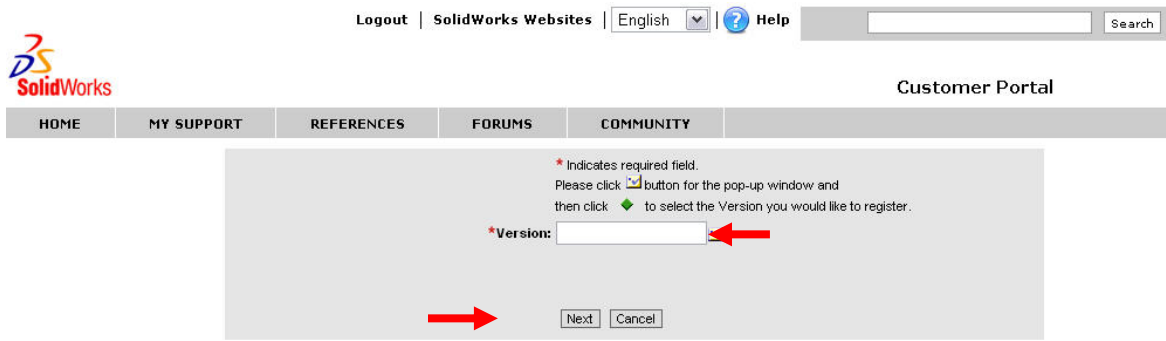 Logout | SolidWorks Websites | English | Help Search
SolidWorks
Customer Portal
HOME MY SUPPORT REFERENCES FORUMS COMMUNITY
* Indicates required field.
Please click button for the pop-up window and
then click to select the Version you would like to register.
*Version:
Next Cancel